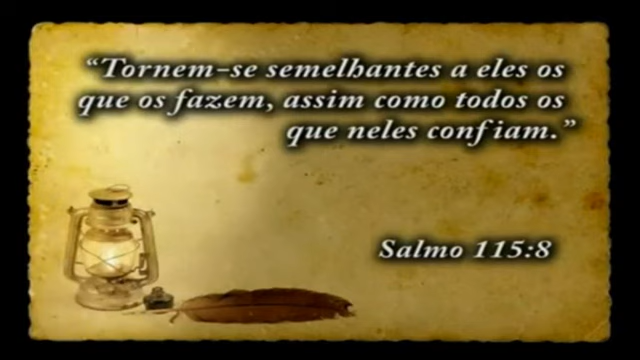 “Tornem-se semelhantes a eles os
que os fazem, assim como todos os
que neles confiam.”
Salmo 115:8